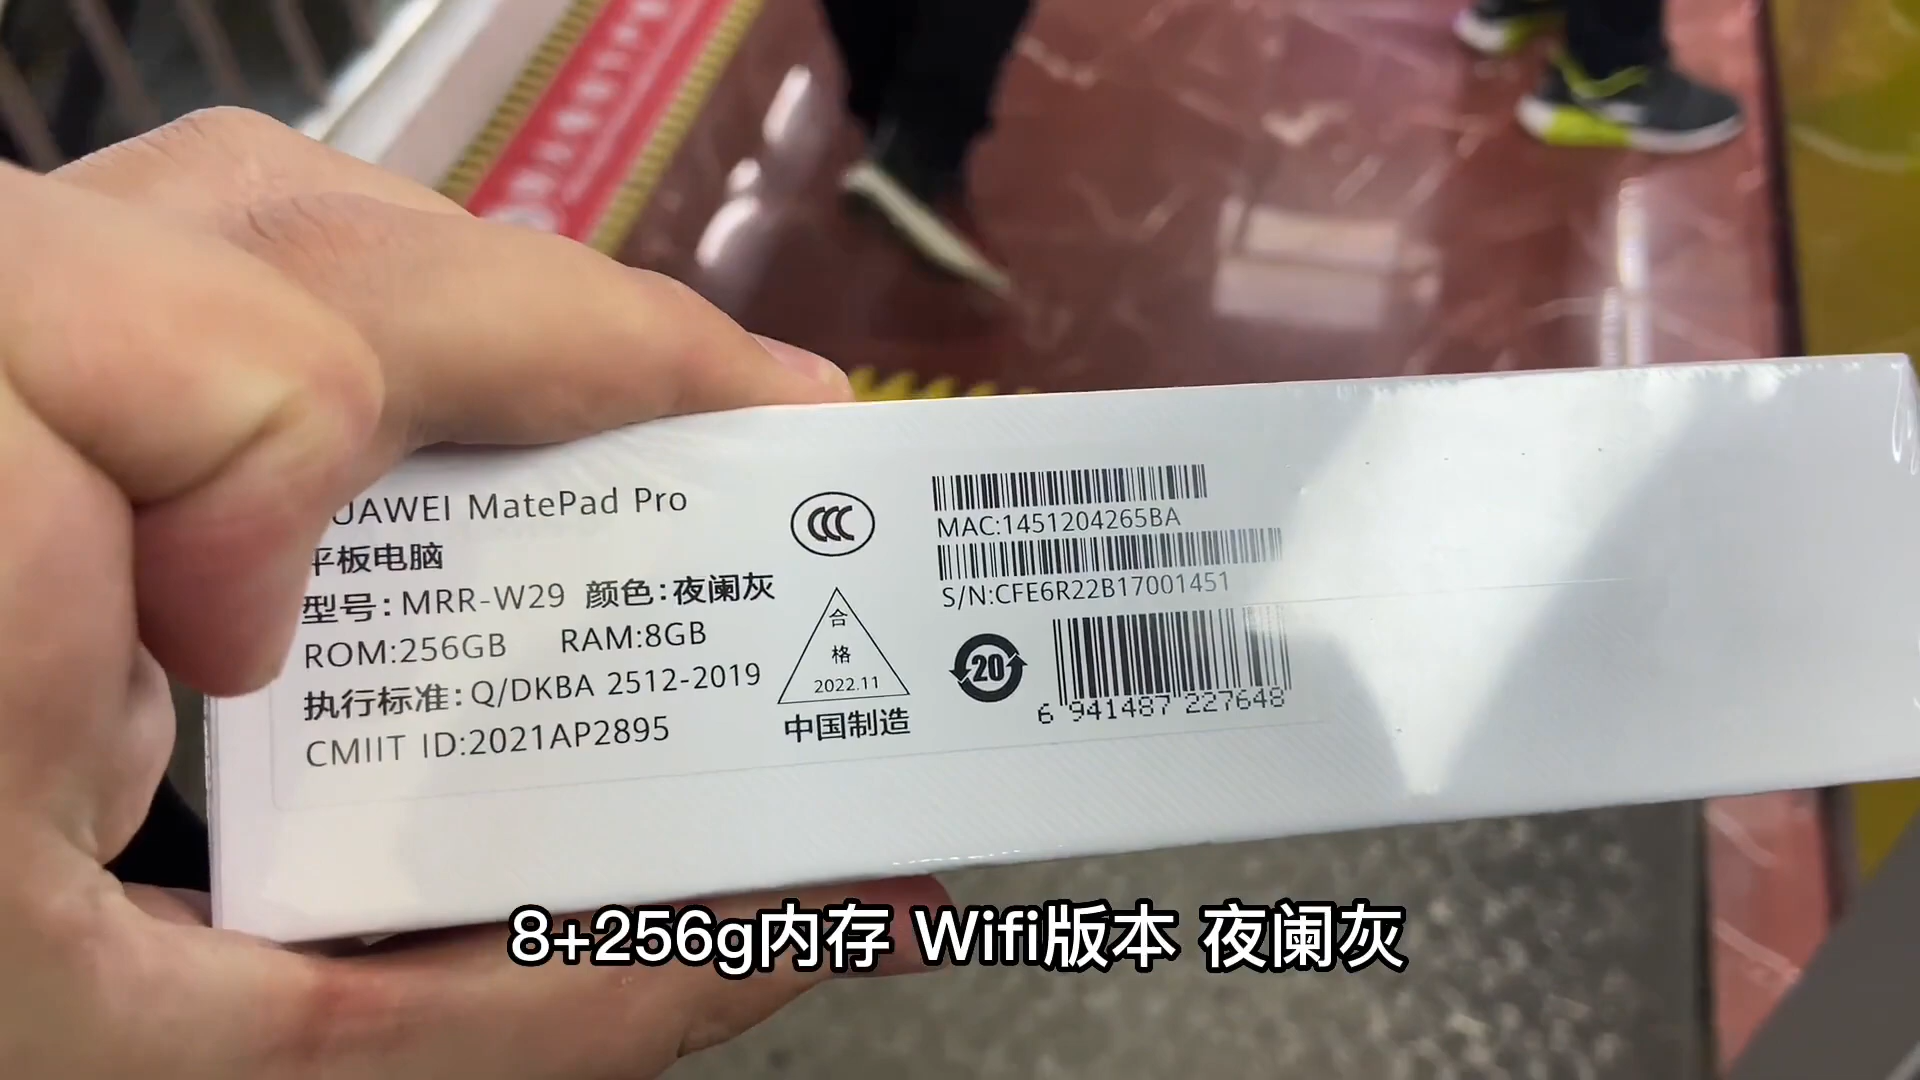 UAWEI MatePad Pro
平板电脑
型号:MRR-W29 颜色:夜阑灰
ROM:256GB RAM:8GB
执行标准:Q/DKBA 2512-2019
CMIIT ID:2021AP2895
CCC
合
格
2022.11
中国制造
MAC:1451204265BA
S/N:CFE6R22B17001451
20
6 941487 227648
8+256g内存 Wifi版本 夜阑灰